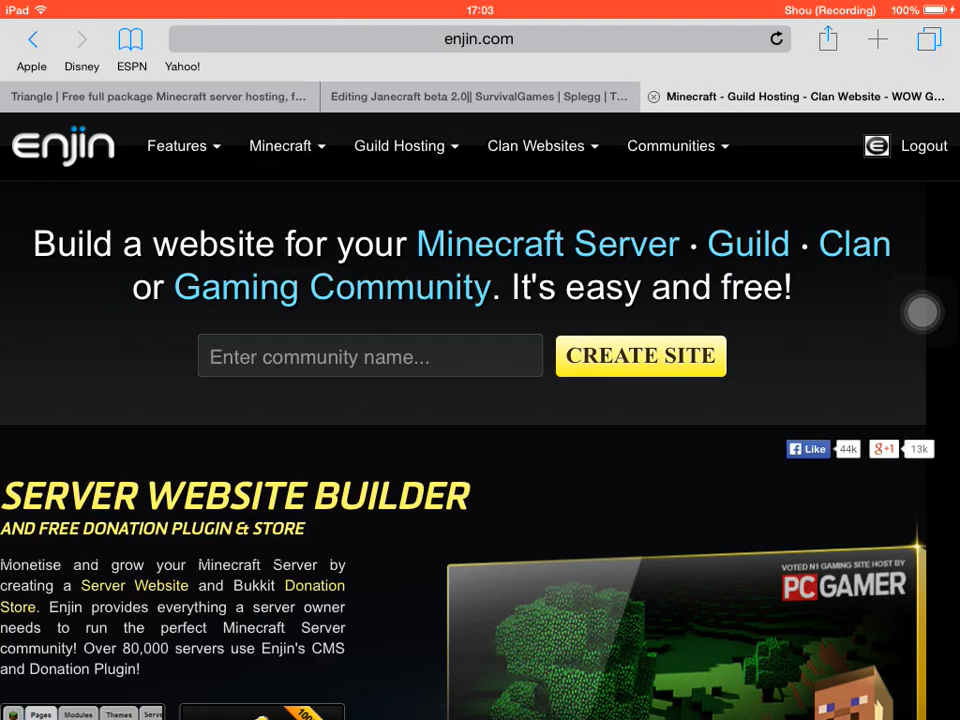 iPad 17:03 Shou (Recording) 100%
enjin.com
Apple Disney ESPN Yahoo!
Triangle | Free full package Minecraft server hosting, f... Editing Janecraft beta 2.0|| SurvivalGames | Splegg | T... Minecraft - Guild Hosting - Clan Website - WOW G...
enjin Features Minecraft Guild Hosting Clan Websites Communities Logout
Build a website for your Minecraft Server · Guild · Clan
or Gaming Community. It's easy and free!
Enter community name... CREATE SITE
Like 44k g+1 13k
SERVER WEBSITE BUILDER
AND FREE DONATION PLUGIN & STORE
Monetise and grow your Minecraft Server by
creating a Server Website and Bukkit Donation
Store. Enjin provides everything a server owner
needs to run the perfect Minecraft Server
community! Over 80,000 servers use Enjin's CMS
and Donation Plugin!
VOTED N1 GAMING SITE HOST BY
PC GAMER
Pages Modules Themes